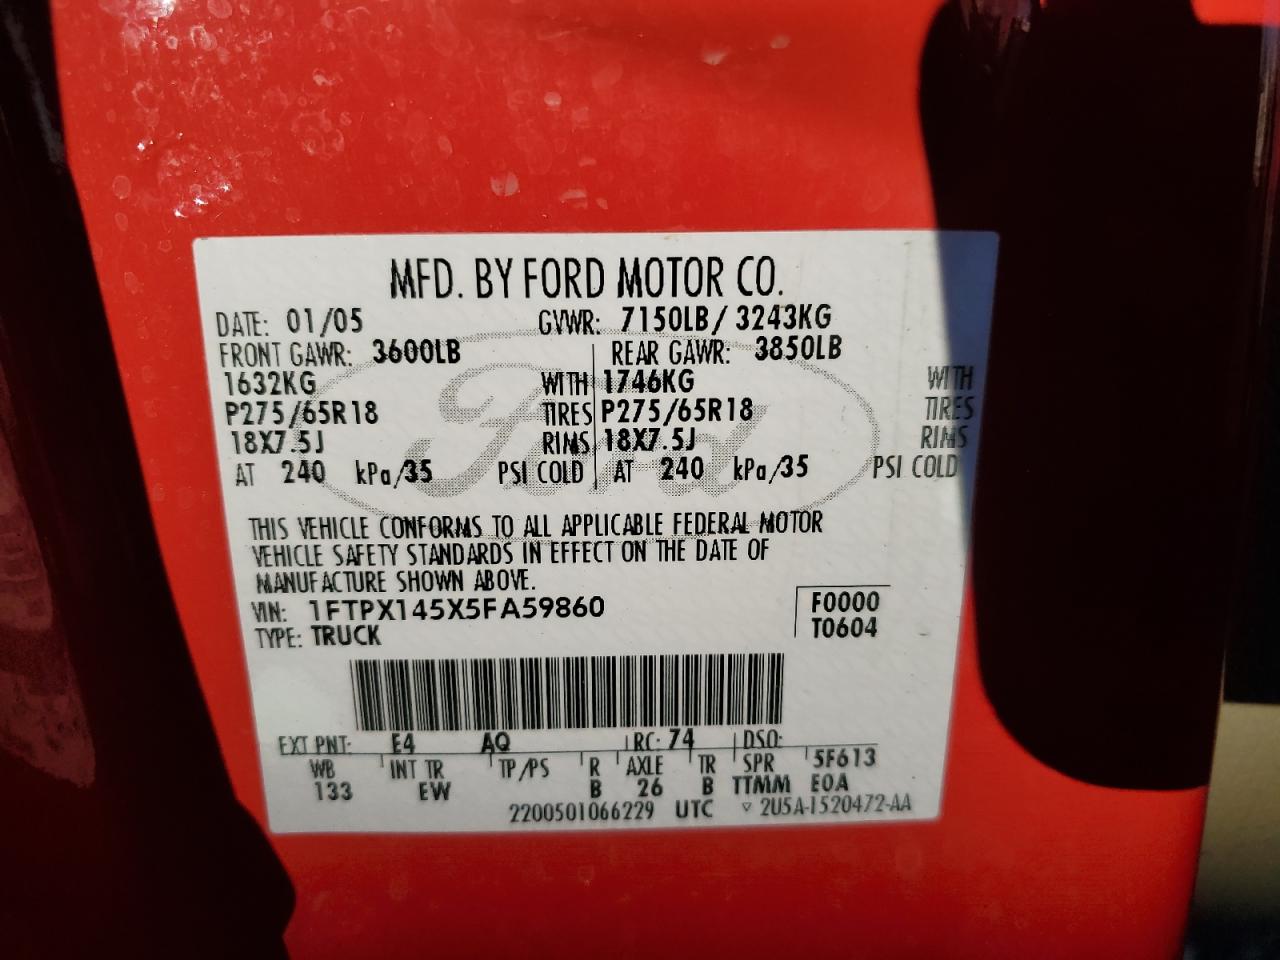 MFD. BY FORD MOTOR CO.
DATE: 01/05 GVWR: 7150LB/ 3243KG
FRONT GAWR: 3600LB REAR GAWR: 3850LB
1632KG WITH 1746KG WITH
P275/65R18 TIRES P275/65R18 TIRES
18X7.5J RIMS 18X7.5J RIMS
AT 240 kPa/35 PSI COLD AT 240 kPa/35 PSI COLD
Ford
THIS VEHICLE CONFORMS TO ALL APPLICABLE FEDERAL MOTOR
VEHICLE SAFETY STANDARDS IN EFFECT ON THE DATE OF
MANUFACTURE SHOWN ABOVE.
VIN: 1FTPX145X5FA59860 F0000
TYPE: TRUCK T0604
EXT PNT: E4 AQ RC: 74 DSO:
WB INT TR TP/PS R AXLE TR SPR 5F613
133 EW B 26 B TTMM E0A
2200501066229 UTC ▽ 2U5A-1520472-AA